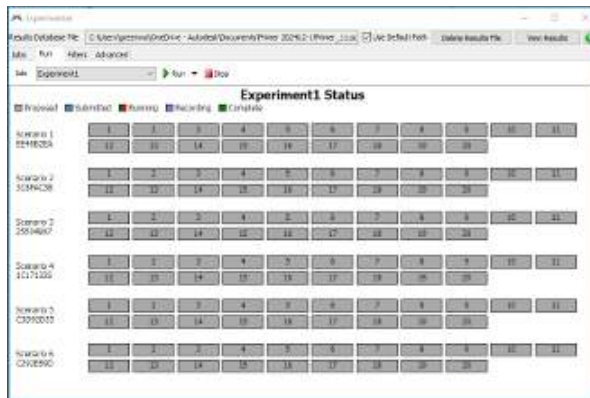 Experimenter
Results Database File
Use Default Path Delete Results File View Results
Jobs Run Filters Advanced
Job Experiment1 Run Stop
Experiment1 Status
Proposed Submitted Running Recording Complete
Scenario 1 1 2 3 4 5 6 7 8 9 10 11
12 13 14 15 16 17 18 19 20
Scenario 2 1 2 3 4 5 6 7 8 9 10 11
12 13 14 15 16 17 18 19 20
Scenario 3 1 2 3 4 5 6 7 8 9 10 11
12 13 14 15 16 17 18 19 20
Scenario 4 1 2 3 4 5 6 7 8 9 10 11
1C171333 12 13 14 15 16 17 18 19 20
Scenario 5 1 2 3 4 5 6 7 8 9 10 11
12 13 14 15 16 17 18 19 20
Scenario 6 1 2 3 4 5 6 7 8 9 10 11
12 13 14 15 16 17 18 19 20